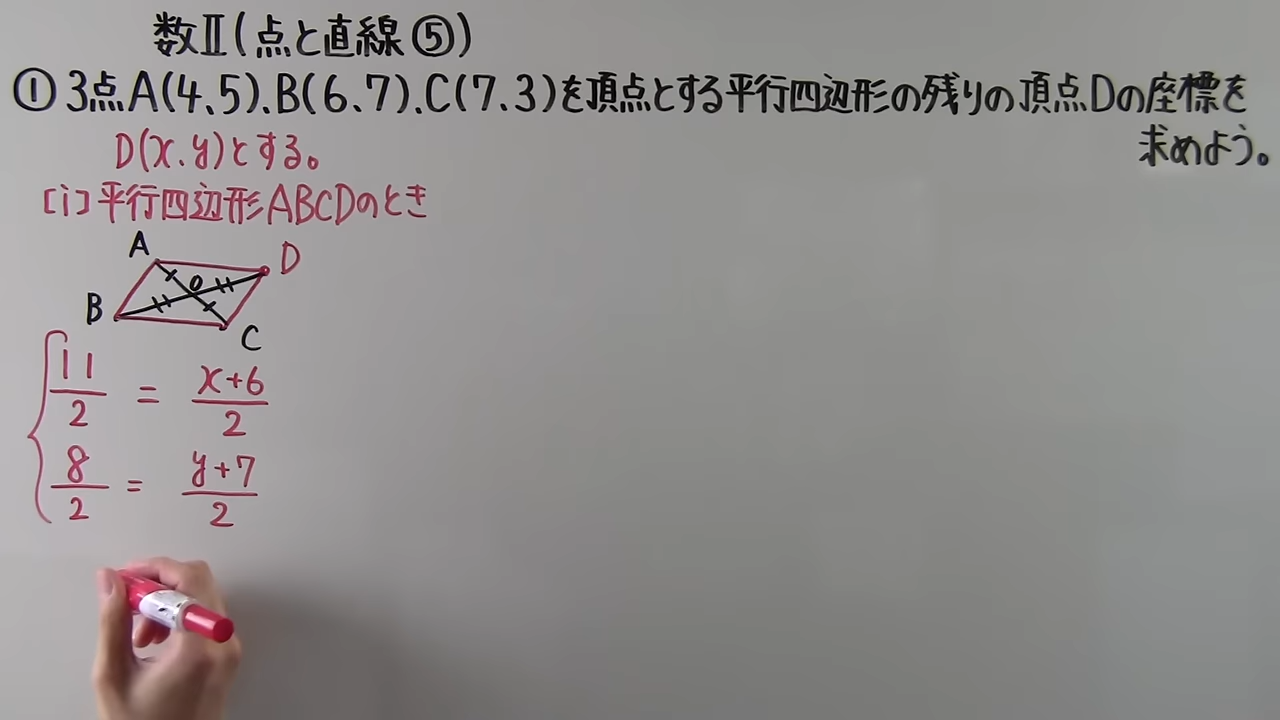 数Ⅱ(点と直線⑤)
① 3点A(4、5)、B(6、7)、C(7、3)を頂点とする平行四辺形の残りの頂点Dの座標を
求めよう。
D(x、y)とする。
[i]平行四辺形ABCDのとき
A
D
O
B
C
11/2 = x+6/2
8/2 = y+7/2